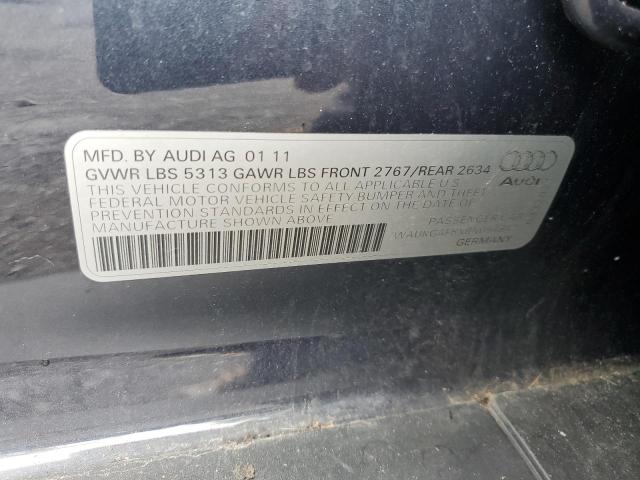 MFD. BY AUDI AG 01 11
GVWR LBS 5313 GAWR LBS FRONT 2767/REAR 2634
THIS VEHICLE CONFORMS TO ALL APPLICABLE U.S.
FEDERAL MOTOR VEHICLE SAFETY BUMPER AND THEFT
PREVENTION STANDARDS IN EFFECT ON THE DATE OF
MANUFACTURE SHOWN ABOVE
Audi
PASSENGER CAR
GERMANY